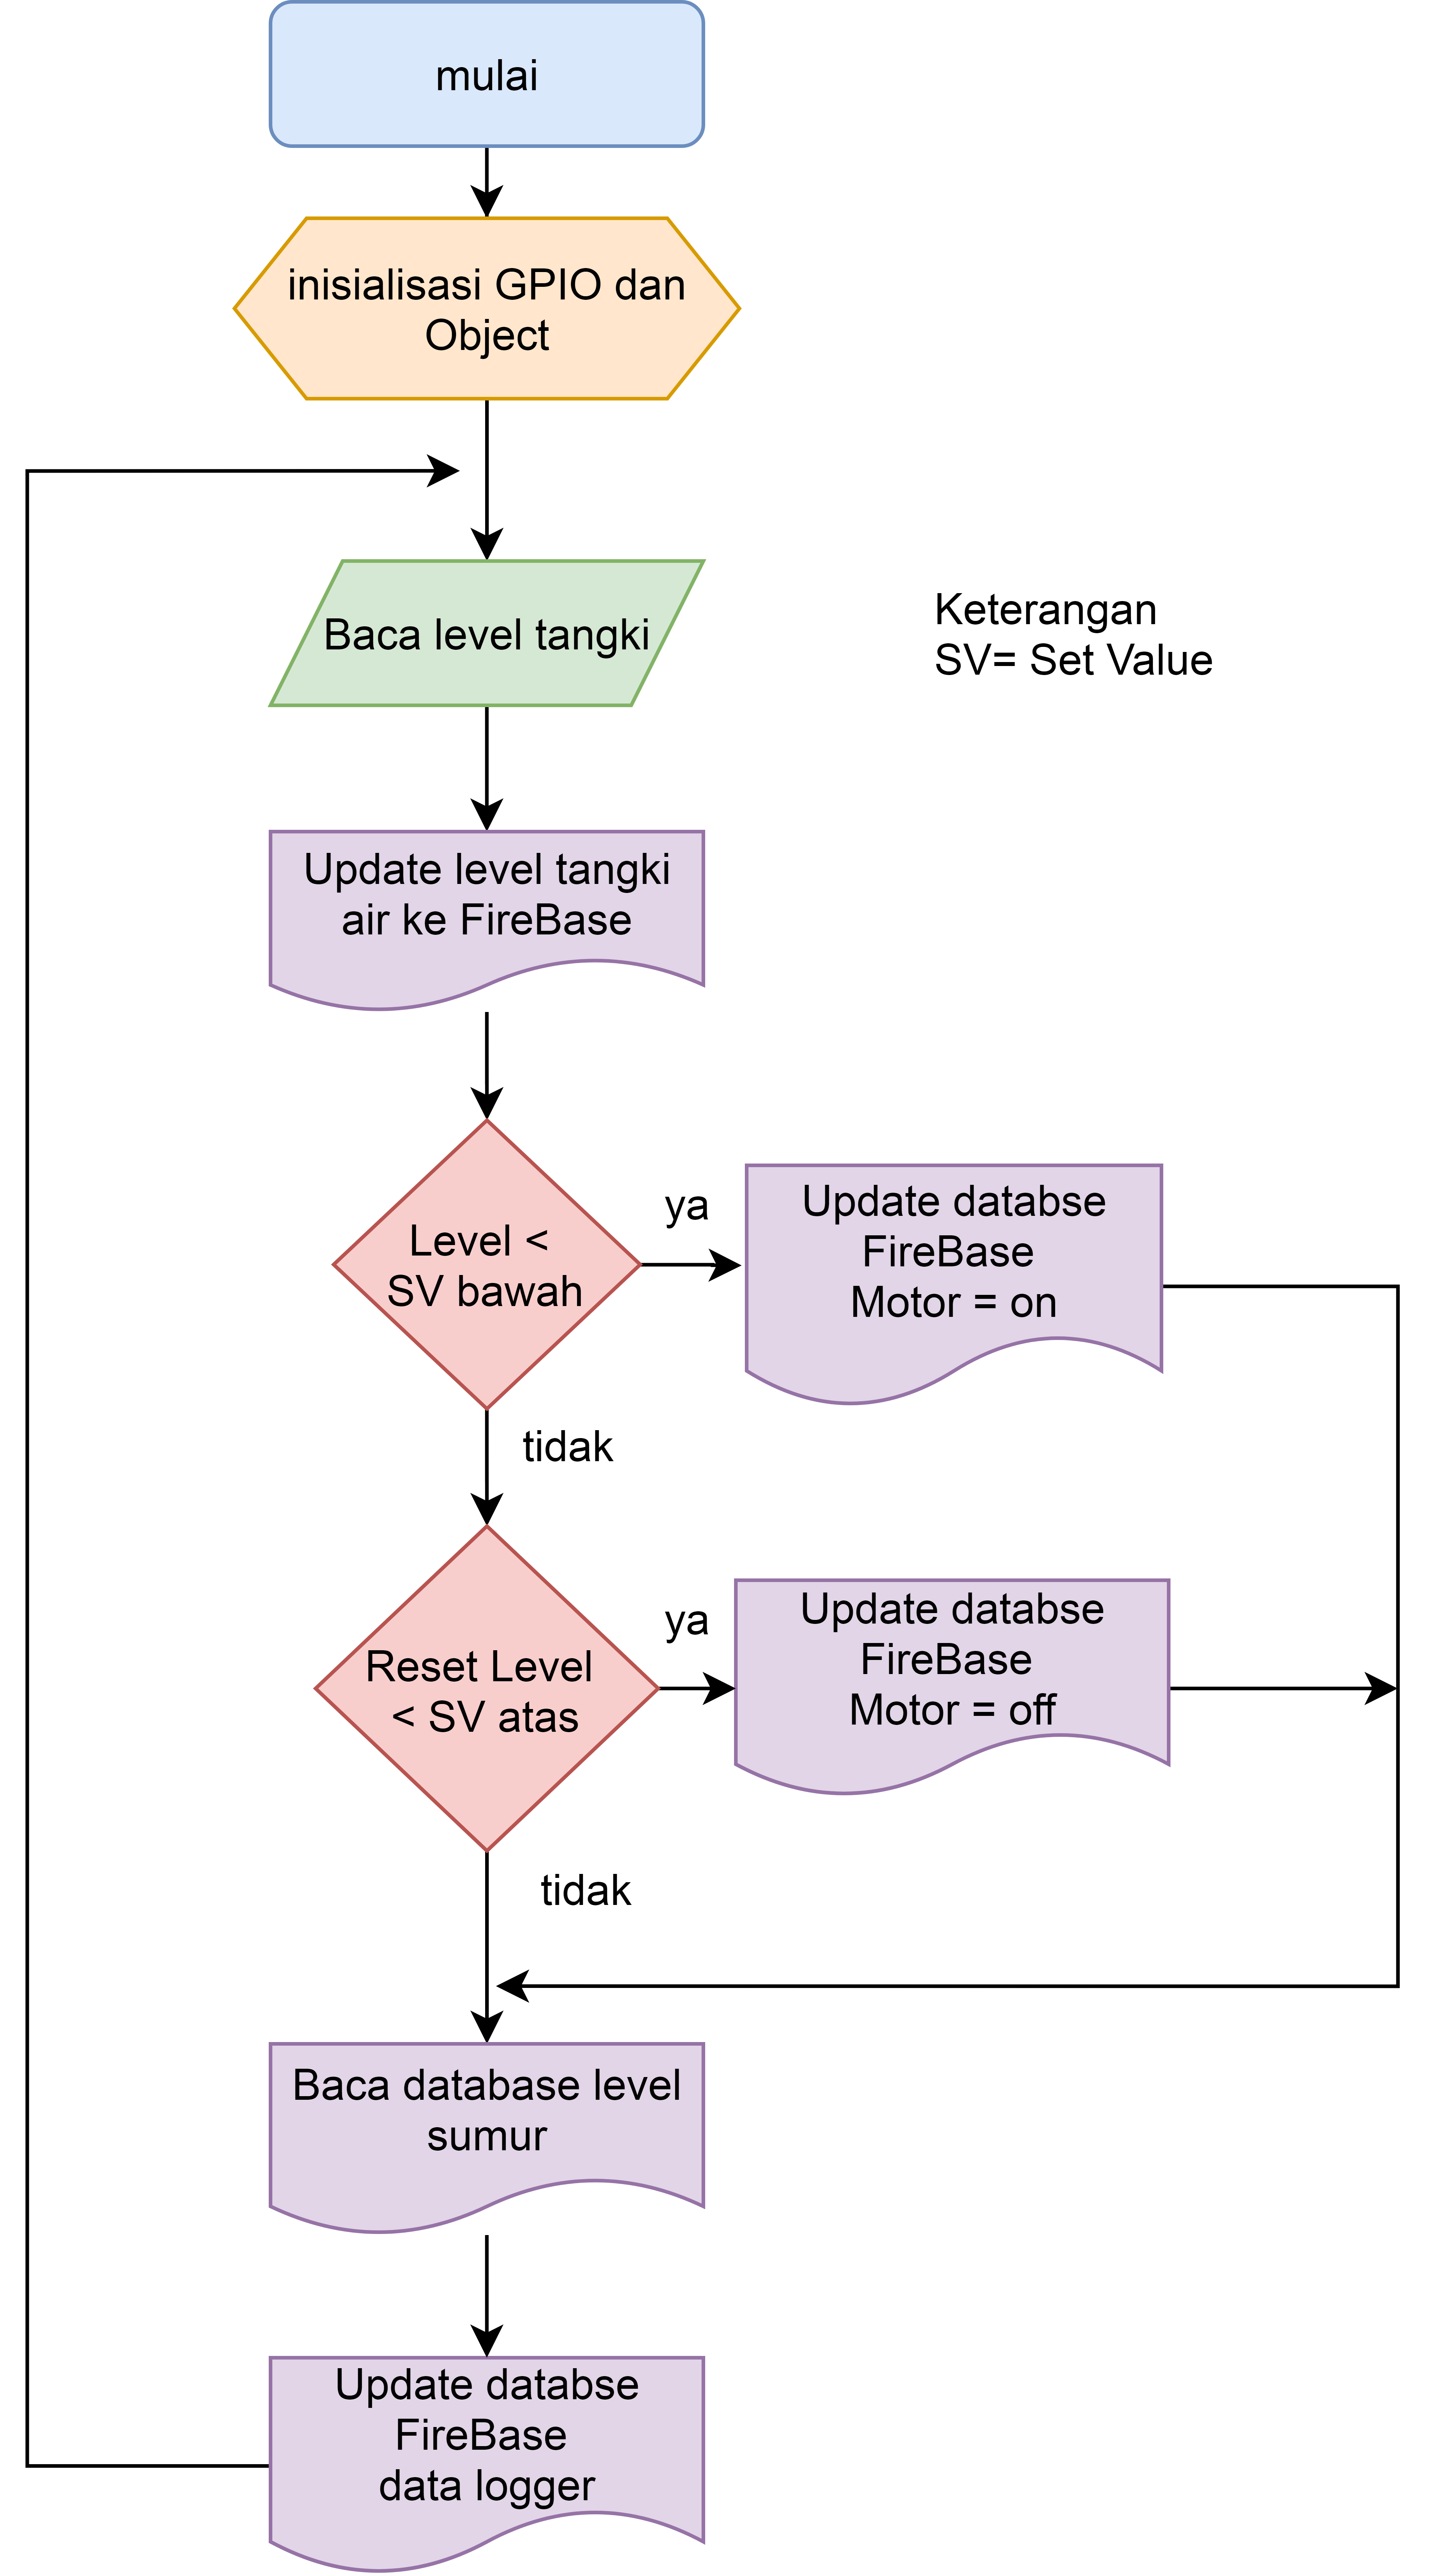 mulai
inisialisasi GPIO dan
Object
Baca level tangki
Keterangan
SV= Set Value
Update level tangki
air ke FireBase
Level <
SV bawah
ya
Update databse
FireBase
Motor = on
tidak
Reset Level
< SV atas
ya
Update databse
FireBase
Motor = off
tidak
Baca database level
sumur
Update databse
FireBase
data logger